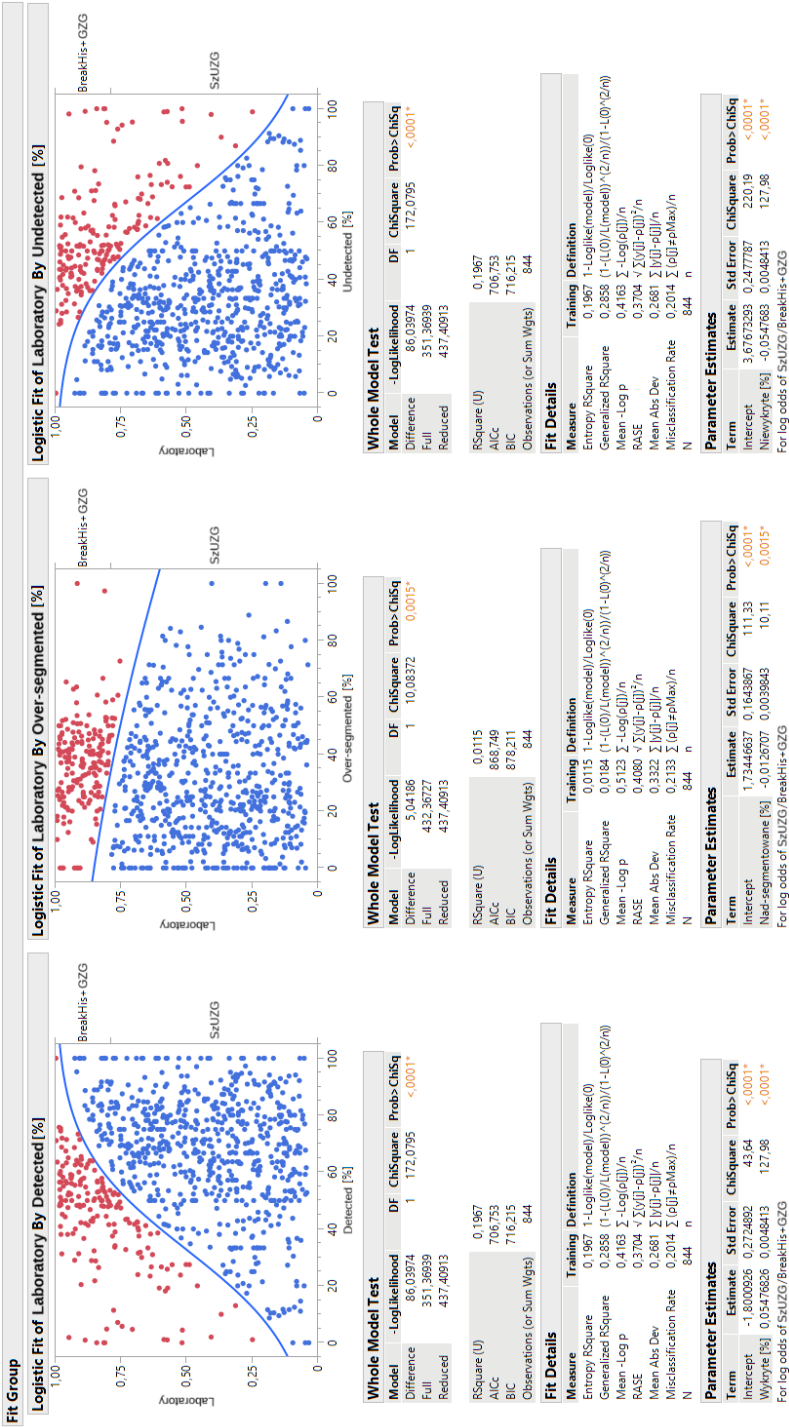 Fit Group
Logistic Fit of Laboratory By Detected [%]
1,00
0,75
0,50
0,25
0
Laboratory
BreakHis+ GZG
SzUZG
0 20 40 60 80 100
Detected [%]
Whole Model Test
Model -LogLikelihood DF ChiSquare Prob>ChiSq
Difference 86,03974 1 172,0795 <,0001*
Full 351,36939
Reduced 437,40913
RSquare (U) 0,1967
AICc 706,753
BIC 716,215
Observations (or Sum Wgts) 844
Fit Details
Measure Training Definition
Entropy RSquare 0,1967 1-Loglike(model)/Loglike(0)
Generalized RSquare 0,2858 (1-(L(0)/L(model))^(2/n))/(1-L(0)^(2/n))
Mean -Log p 0,4163 ∑ -Log(ρ[j])/n
RASE 0,3704 √ ∑(y[j]-ρ[j])²/n
Mean Abs Dev 0,2681 ∑ |y[j]-ρ[j]|/n
Misclassification Rate 0,2014 ∑ (ρ[j]≠ρMax)/n
N 844 n
Parameter Estimates
Term Estimate Std Error ChiSquare Prob>ChiSq
Intercept -1,8000926 0,2724892 43,64 <,0001*
Wykryte [%] 0,05476826 0,0048413 127,98 <,0001*
For log odds of SzUZG/BreakHis+GZG
Logistic Fit of Laboratory By Over-segmented [%]
1,00
0,75
0,50
0,25
0
Laboratory
BreakHis+ GZG
SzUZG
0 20 40 60 80 100
Over-segmented [%]
Whole Model Test
Model -LogLikelihood DF ChiSquare Prob>ChiSq
Difference 5,04186 1 10,08372 0,0015*
Full 432,36727
Reduced 437,40913
RSquare (U) 0,0115
AICc 868,749
BIC 878,211
Observations (or Sum Wgts) 844
Fit Details
Measure Training Definition
Entropy RSquare 0,0115 1-Loglike(model)/Loglike(0)
Generalized RSquare 0,0184 (1-(L(0)/L(model))^(2/n))/(1-L(0)^(2/n))
Mean -Log p 0,5123 ∑ -Log(ρ[j])/n
RASE 0,4080 √ ∑(y[j]-ρ[j])²/n
Mean Abs Dev 0,3322 ∑ |y[j]-ρ[j]|/n
Misclassification Rate 0,2133 ∑ (ρ[j]≠ρMax)/n
N 844 n
Parameter Estimates
Term Estimate Std Error ChiSquare Prob>ChiSq
Intercept 1,73446637 0,1643867 111,33 <,0001*
Nad-segmentowane [%] -0,0126707 0,0039843 10,11 0,0015*
For log odds of SzUZG/BreakHis+GZG
Logistic Fit of Laboratory By Undetected [%]
1,00
0,75
0,50
0,25
0
Laboratory
BreakHis+ GZG
SzUZG
0 20 40 60 80 100
Undetected [%]
Whole Model Test
Model -LogLikelihood DF ChiSquare Prob>ChiSq
Difference 86,03974 1 172,0795 <,0001*
Full 351,36939
Reduced 437,40913
RSquare (U) 0,1967
AICc 706,753
BIC 716,215
Observations (or Sum Wgts) 844
Fit Details
Measure Training Definition
Entropy RSquare 0,1967 1-Loglike(model)/Loglike(0)
Generalized RSquare 0,2858 (1-(L(0)/L(model))^(2/n))/(1-L(0)^(2/n))
Mean -Log p 0,4163 ∑ -Log(ρ[j])/n
RASE 0,3704 √ ∑(y[j]-ρ[j])²/n
Mean Abs Dev 0,2681 ∑ |y[j]-ρ[j]|/n
Misclassification Rate 0,2014 ∑ (ρ[j]≠ρMax)/n
N 844 n
Parameter Estimates
Term Estimate Std Error ChiSquare Prob>ChiSq
Intercept 3,67673293 0,2477787 220,19 <,0001*
Niewykryte [%] -0,0547683 0,0048413 127,98 <,0001*
For log odds of SzUZG/BreakHis+GZG